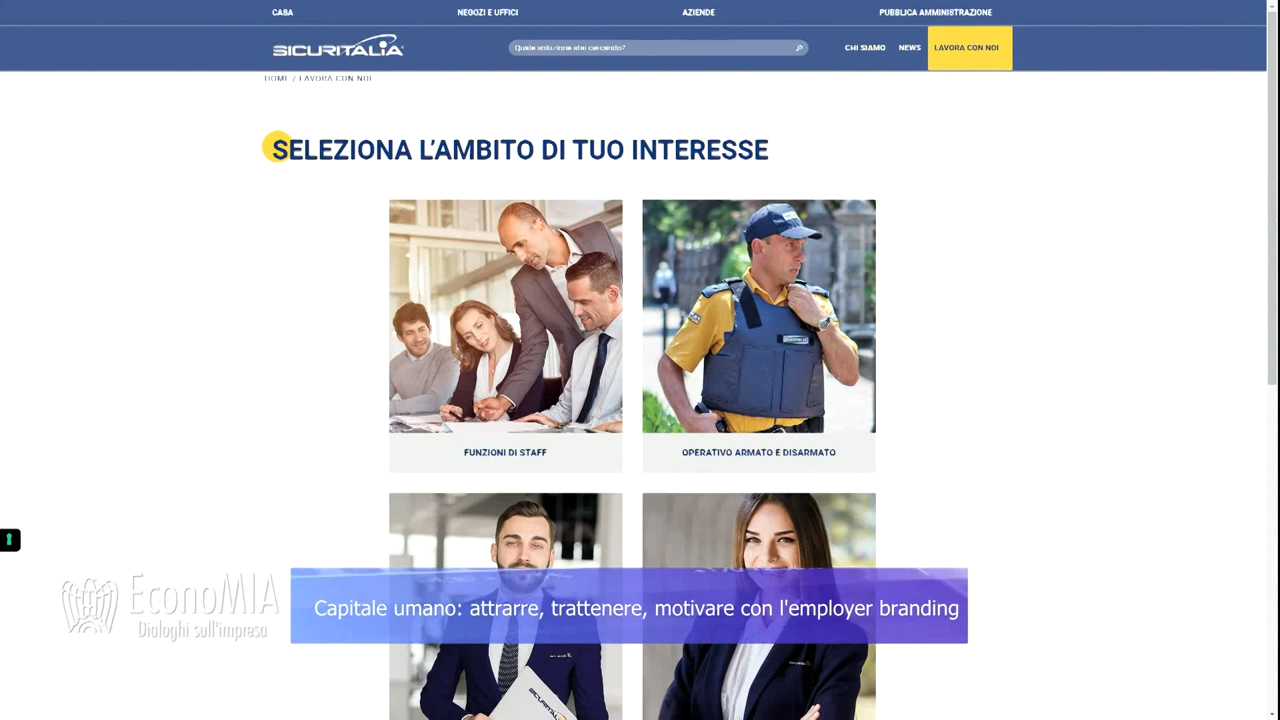 CASA NEGOZI E UFFICI AZIENDE PUBBLICA AMMINISTRAZIONE
SICURITALIA
Quale soluzione stai cercando?
CHI SIAMO NEWS LAVORA CON NOI
HOME / LAVORA CON NOI
SELEZIONA L'AMBITO DI TUO INTERESSE
FUNZIONI DI STAFF
OPERATIVO ARMATO E DISARMATO
EconoMIA
Dialoghi sull'impresa
Capitale umano: attrarre, trattenere, motivare con l'employer branding
SICURITALIA